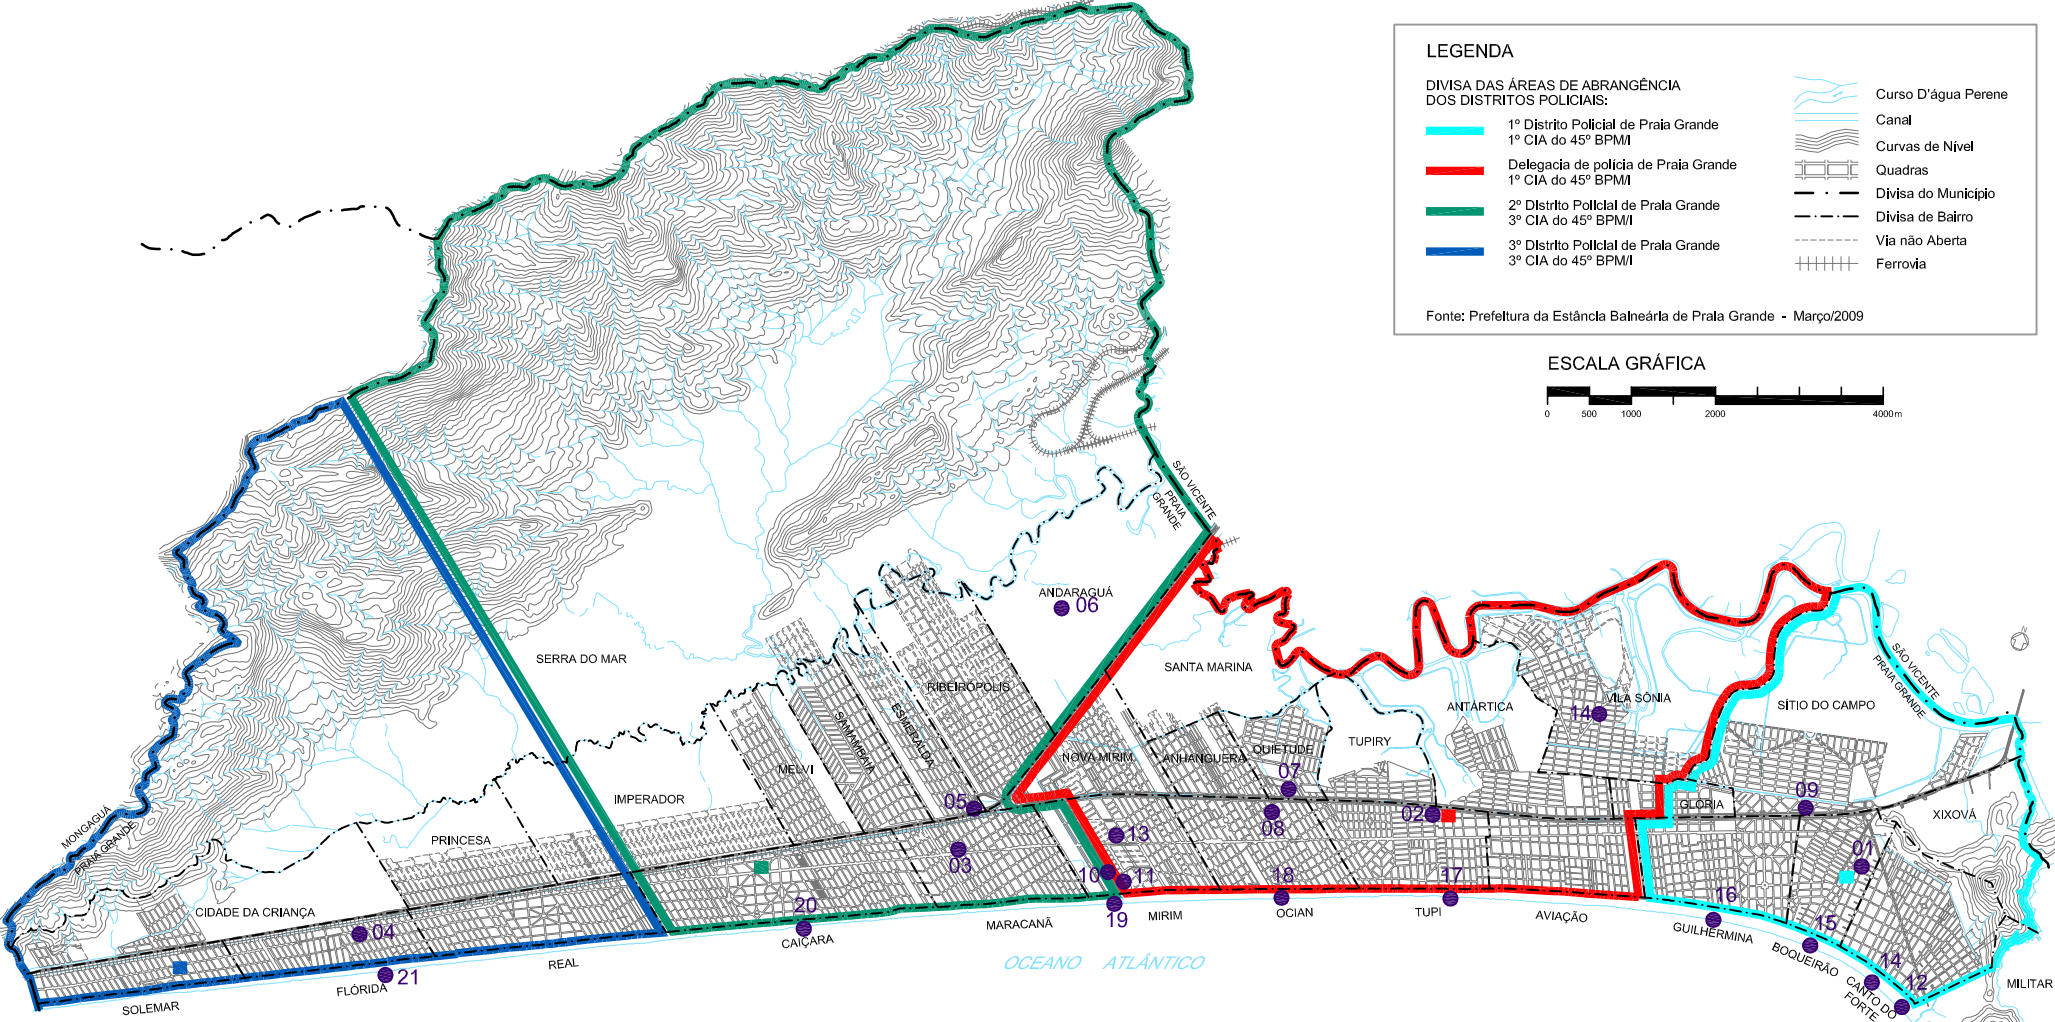 LEGENDA
DIVISA DAS ÁREAS DE ABRANGÊNCIA
DOS DISTRITOS POLICIAIS:
1º Distrito Policial de Praia Grande
1º CIA do 45º BPM/I
Delegacia de polícia de Praia Grande
1º CIA do 45º BPM/I
2º Distrito Policial de Praia Grande
3º CIA do 45º BPM/I
3º Distrito Policial de Praia Grande
3º CIA do 45º BPM/I
Curso D'água Perene
Canal
Curvas de Nível
Quadras
Divisa do Município
Divisa de Bairro
Via não Aberta
Ferrovia
Fonte: Prefeitura da Estância Balneária de Praia Grande - Março/2009
ESCALA GRÁFICA
0 500 1000 2000 4000m
SÃO VICENTE
PRAIA
GRANDE
ANDARAGUÁ
06
SERRA DO MAR
SANTA MARINA
RIBEIRÓPOLIS
ESMERALDA
SAMAMBAIA
MELVI
IMPERADOR
PRINCESA
NOVA MIRIM
ANHANGUERA
QUIETUDE
07
TUPIRY
ANTÁRTICA
VILA SÔNIA
14
SÍTIO DO CAMPO
SÃO VICENTE
PRAIA GRANDE
05
08
02
GLÓRIA
09
XIXOVÁ
MONGAGUÁ
PRAIA GRANDE
13
03
01
10
11
18
17
16
CIDADE DA CRIANÇA
04
20
CAIÇARA
MARACANÃ
19
MIRIM
OCIAN
TUPI
AVIAÇÃO
GUILHERMINA
15
BOQUEIRÃO
14
CANTO DO
FORTE
12
MILITAR
OCEANO ATLÂNTICO
REAL
21
FLÓRIDA
SOLEMAR